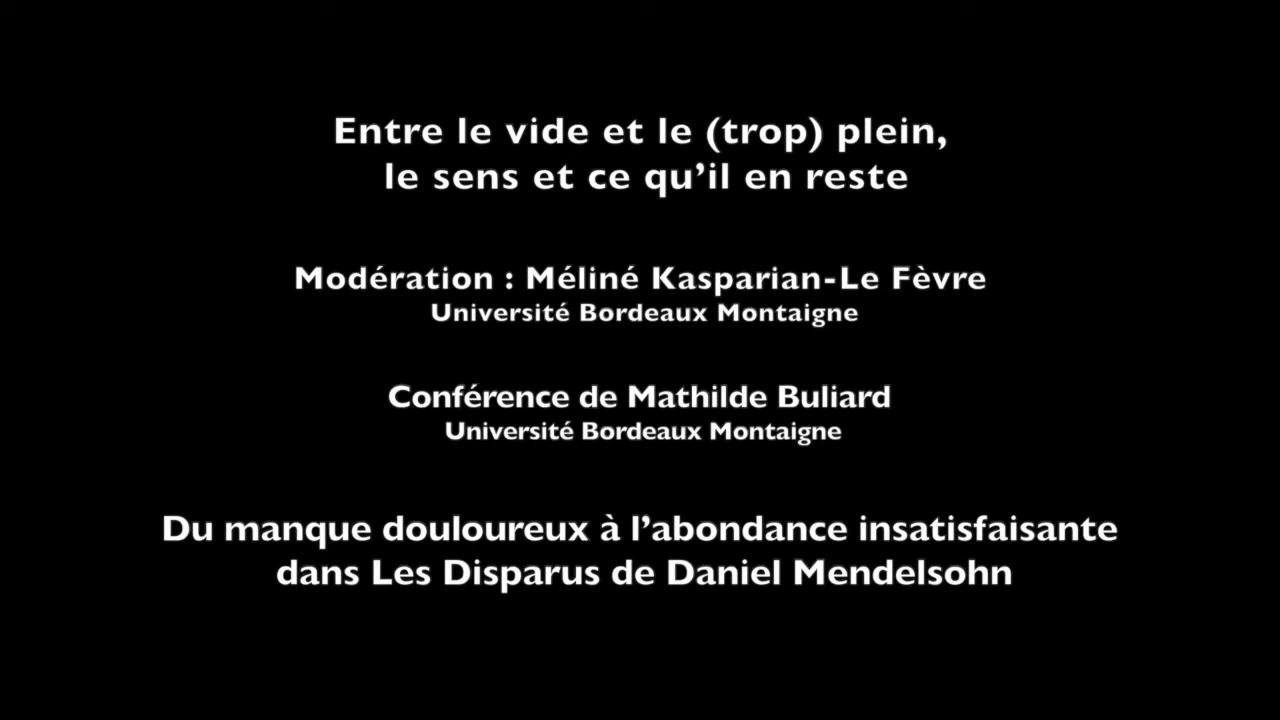 Entre le vide et le (trop) plein,
le sens et ce qu’il en reste
Modération : Méliné Kasparian-Le Fèvre
Université Bordeaux Montaigne
Conférence de Mathilde Buliard
Université Bordeaux Montaigne
Du manque douloureux à l’abondance insatisfaisante
dans Les Disparus de Daniel Mendelsohn